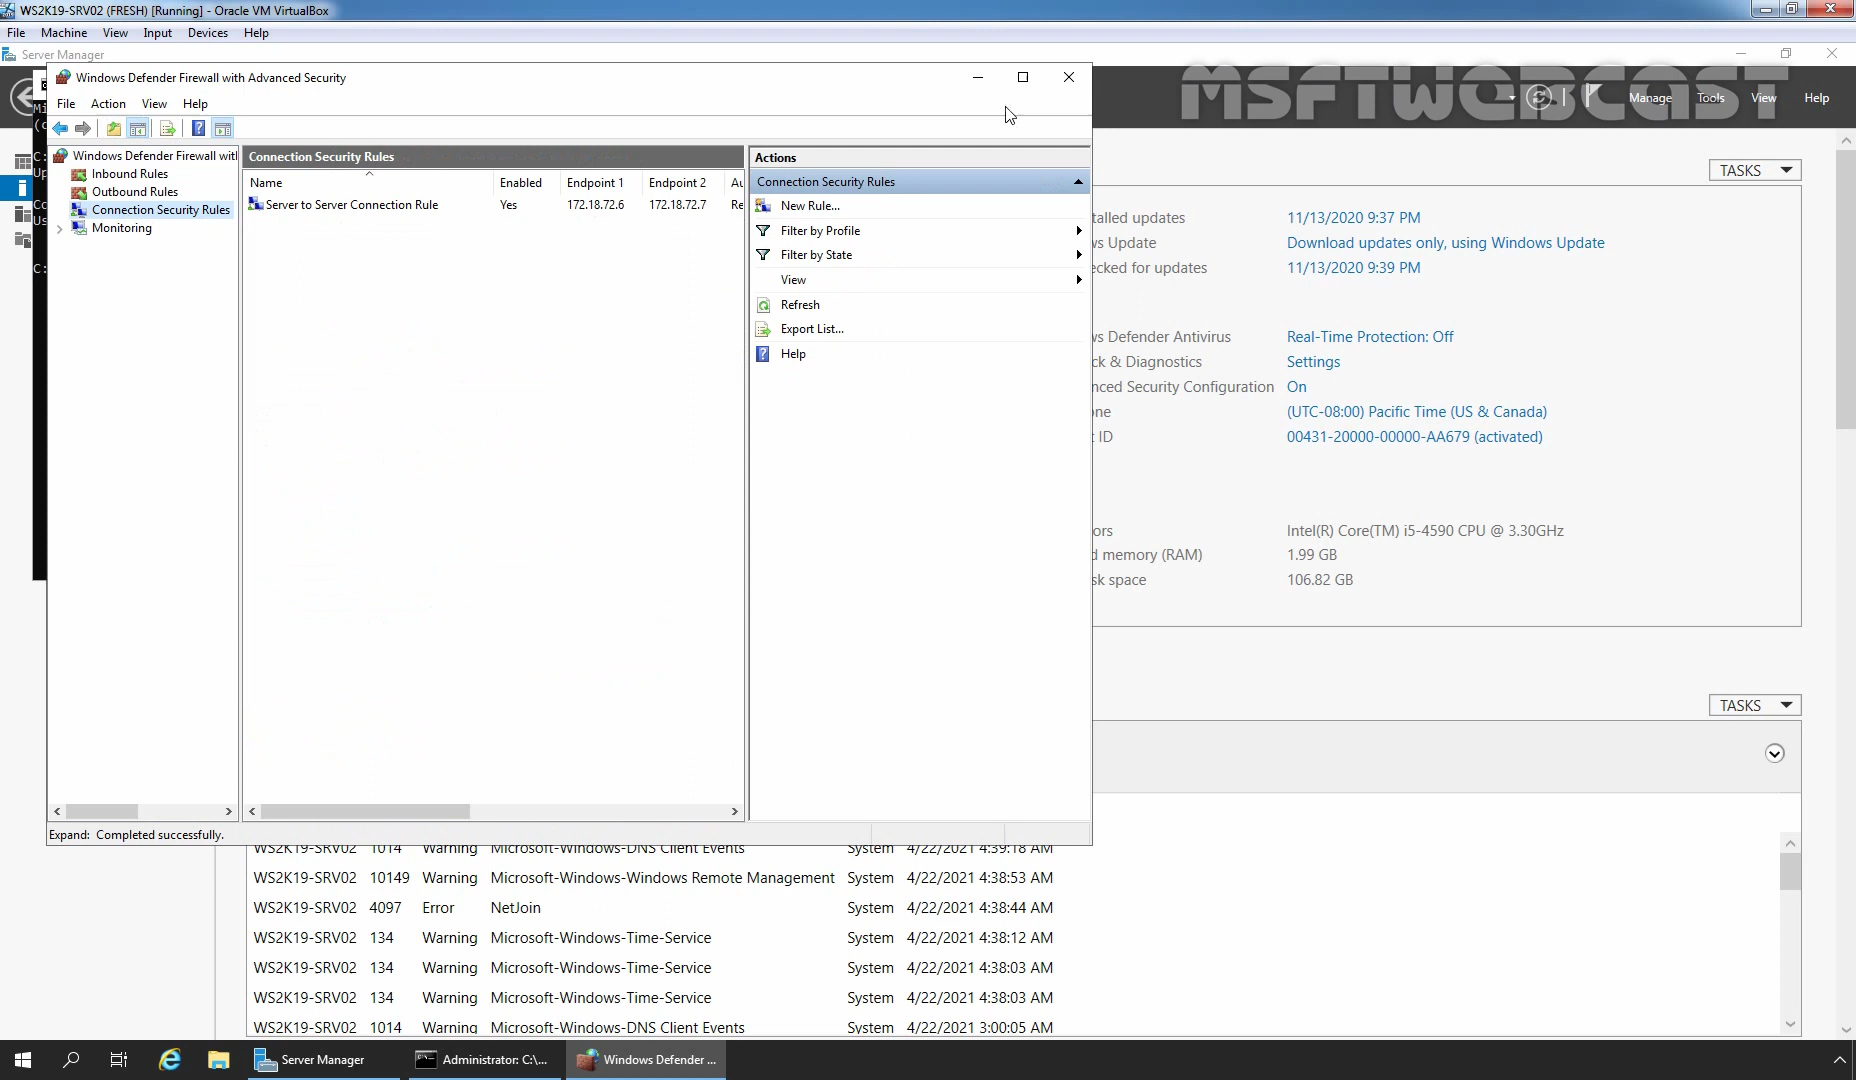 WS2K19-SRV02 (FRESH) [Running] - Oracle VM VirtualBox
File Machine View Input Devices Help
Server Manager
Windows Defender Firewall with Advanced Security
MSFTWEBCAST
Manage Tools View Help
File Action View Help
Windows Defender Firewall with
Inbound Rules
Outbound Rules
Connection Security Rules
Monitoring
Connection Security Rules
Name Enabled Endpoint 1 Endpoint 2
Server to Server Connection Rule Yes 172.18.72.6 172.18.72.7
Actions
Connection Security Rules
New Rule...
Filter by Profile
Filter by State
View
Refresh
Export List...
Help
TASKS
talled updates 11/13/2020 9:37 PM
ws Update Download updates only, using Windows Update
ecked for updates 11/13/2020 9:39 PM
ws Defender Antivirus Real-Time Protection: Off
ck & Diagnostics Settings
nced Security Configuration On
one (UTC-08:00) Pacific Time (US & Canada)
t ID 00431-20000-00000-AA679 (activated)
ors Intel(R) Core(TM) i5-4590 CPU @ 3.30GHz
d memory (RAM) 1.99 GB
sk space 106.82 GB
TASKS
Expand: Completed successfully.
WS2K19-SRV02 1014 Warning Microsoft-Windows-DNS Client Events System 4/22/2021 4:39:18 AM
WS2K19-SRV02 10149 Warning Microsoft-Windows-Windows Remote Management System 4/22/2021 4:38:53 AM
WS2K19-SRV02 4097 Error NetJoin System 4/22/2021 4:38:44 AM
WS2K19-SRV02 134 Warning Microsoft-Windows-Time-Service System 4/22/2021 4:38:12 AM
WS2K19-SRV02 134 Warning Microsoft-Windows-Time-Service System 4/22/2021 4:38:03 AM
WS2K19-SRV02 134 Warning Microsoft-Windows-Time-Service System 4/22/2021 4:38:03 AM
WS2K19-SRV02 1014 Warning Microsoft-Windows-DNS Client Events System 4/22/2021 3:00:05 AM
Server Manager Administrator: C:\... Windows Defender ...